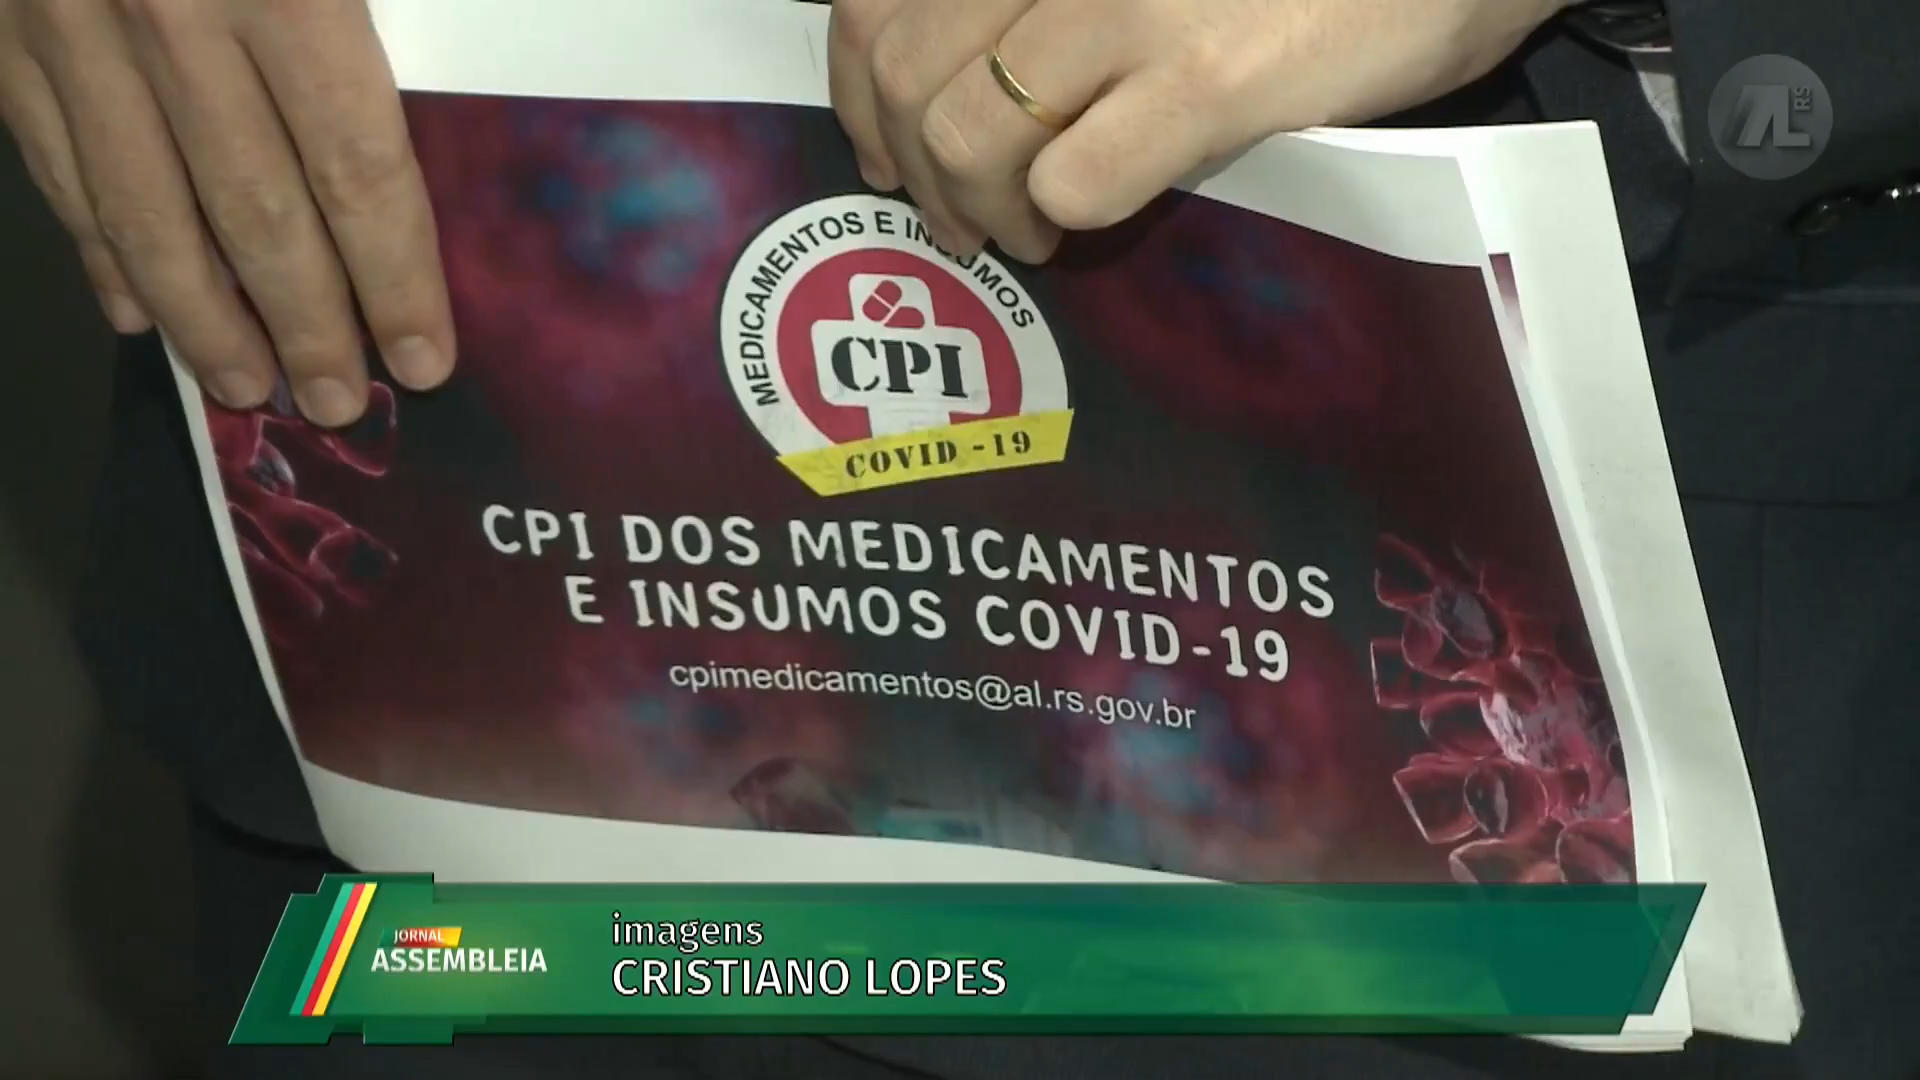 AL RS
MEDICAMENTOS E INSUMOS
CPI
COVID -19
CPI DOS MEDICAMENTOS
E INSUMOS COVID-19
cpimedicamentos@al.rs.gov.br
JORNAL
ASSEMBLEIA
imagens
CRISTIANO LOPES